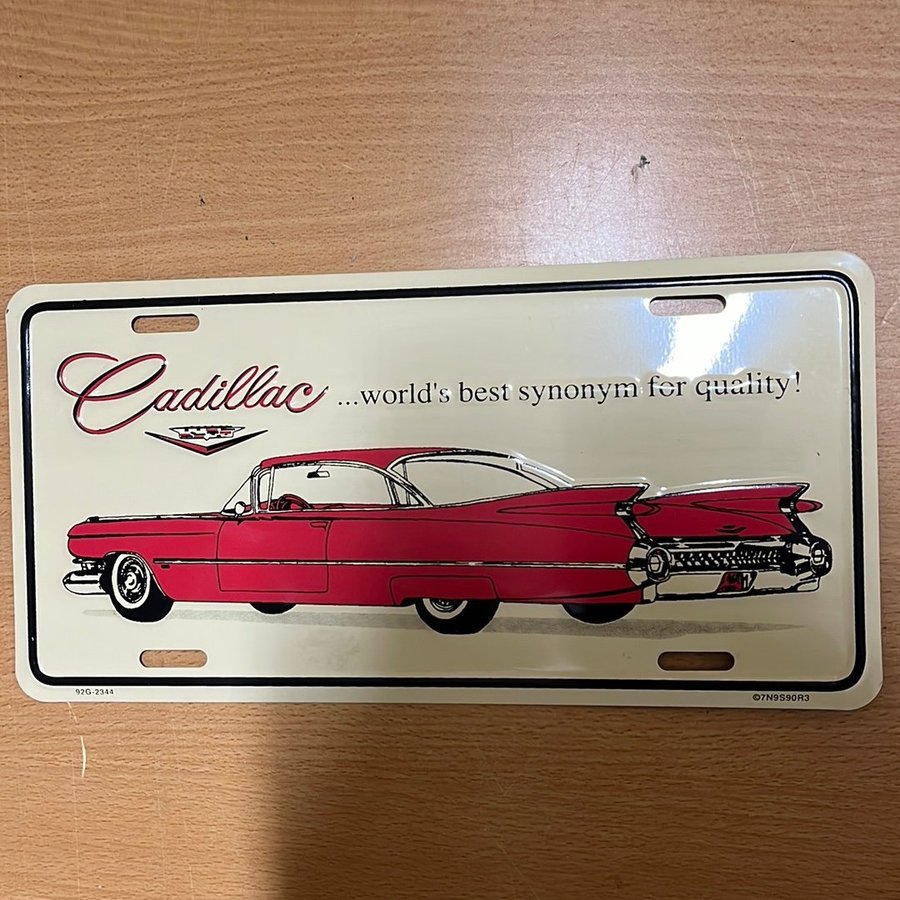 Cadillac ...world's best synonym for quality!
92G-2344
©7N9S90R3